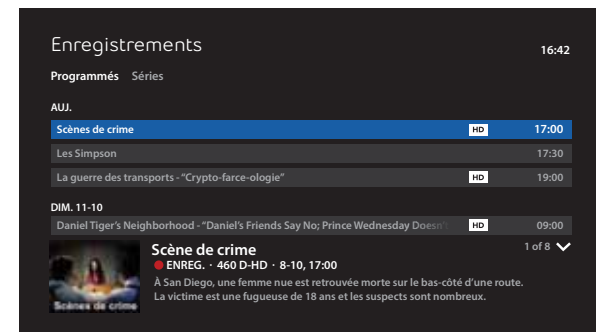 Enregistrements
16:42
Programmés Séries
AUJ.
Scènes de crime HD 17:00
Les Simpson 17:30
La guerre des transports - “Crypto-farce-ologie” HD 19:00
DIM. 11-10
Daniel Tiger’s Neighborhood - “Daniel’s Friends Say No; Prince Wednesday Doesn’t HD 09:00
Scène de crime 1 of 8
ENREG. · 460 D-HD · 8-10, 17:00
À San Diego, une femme nue est retrouvée morte sur le bas-côté d’une route.
La victime est une fugueuse de 18 ans et les suspects sont nombreux.
Scènes de crime